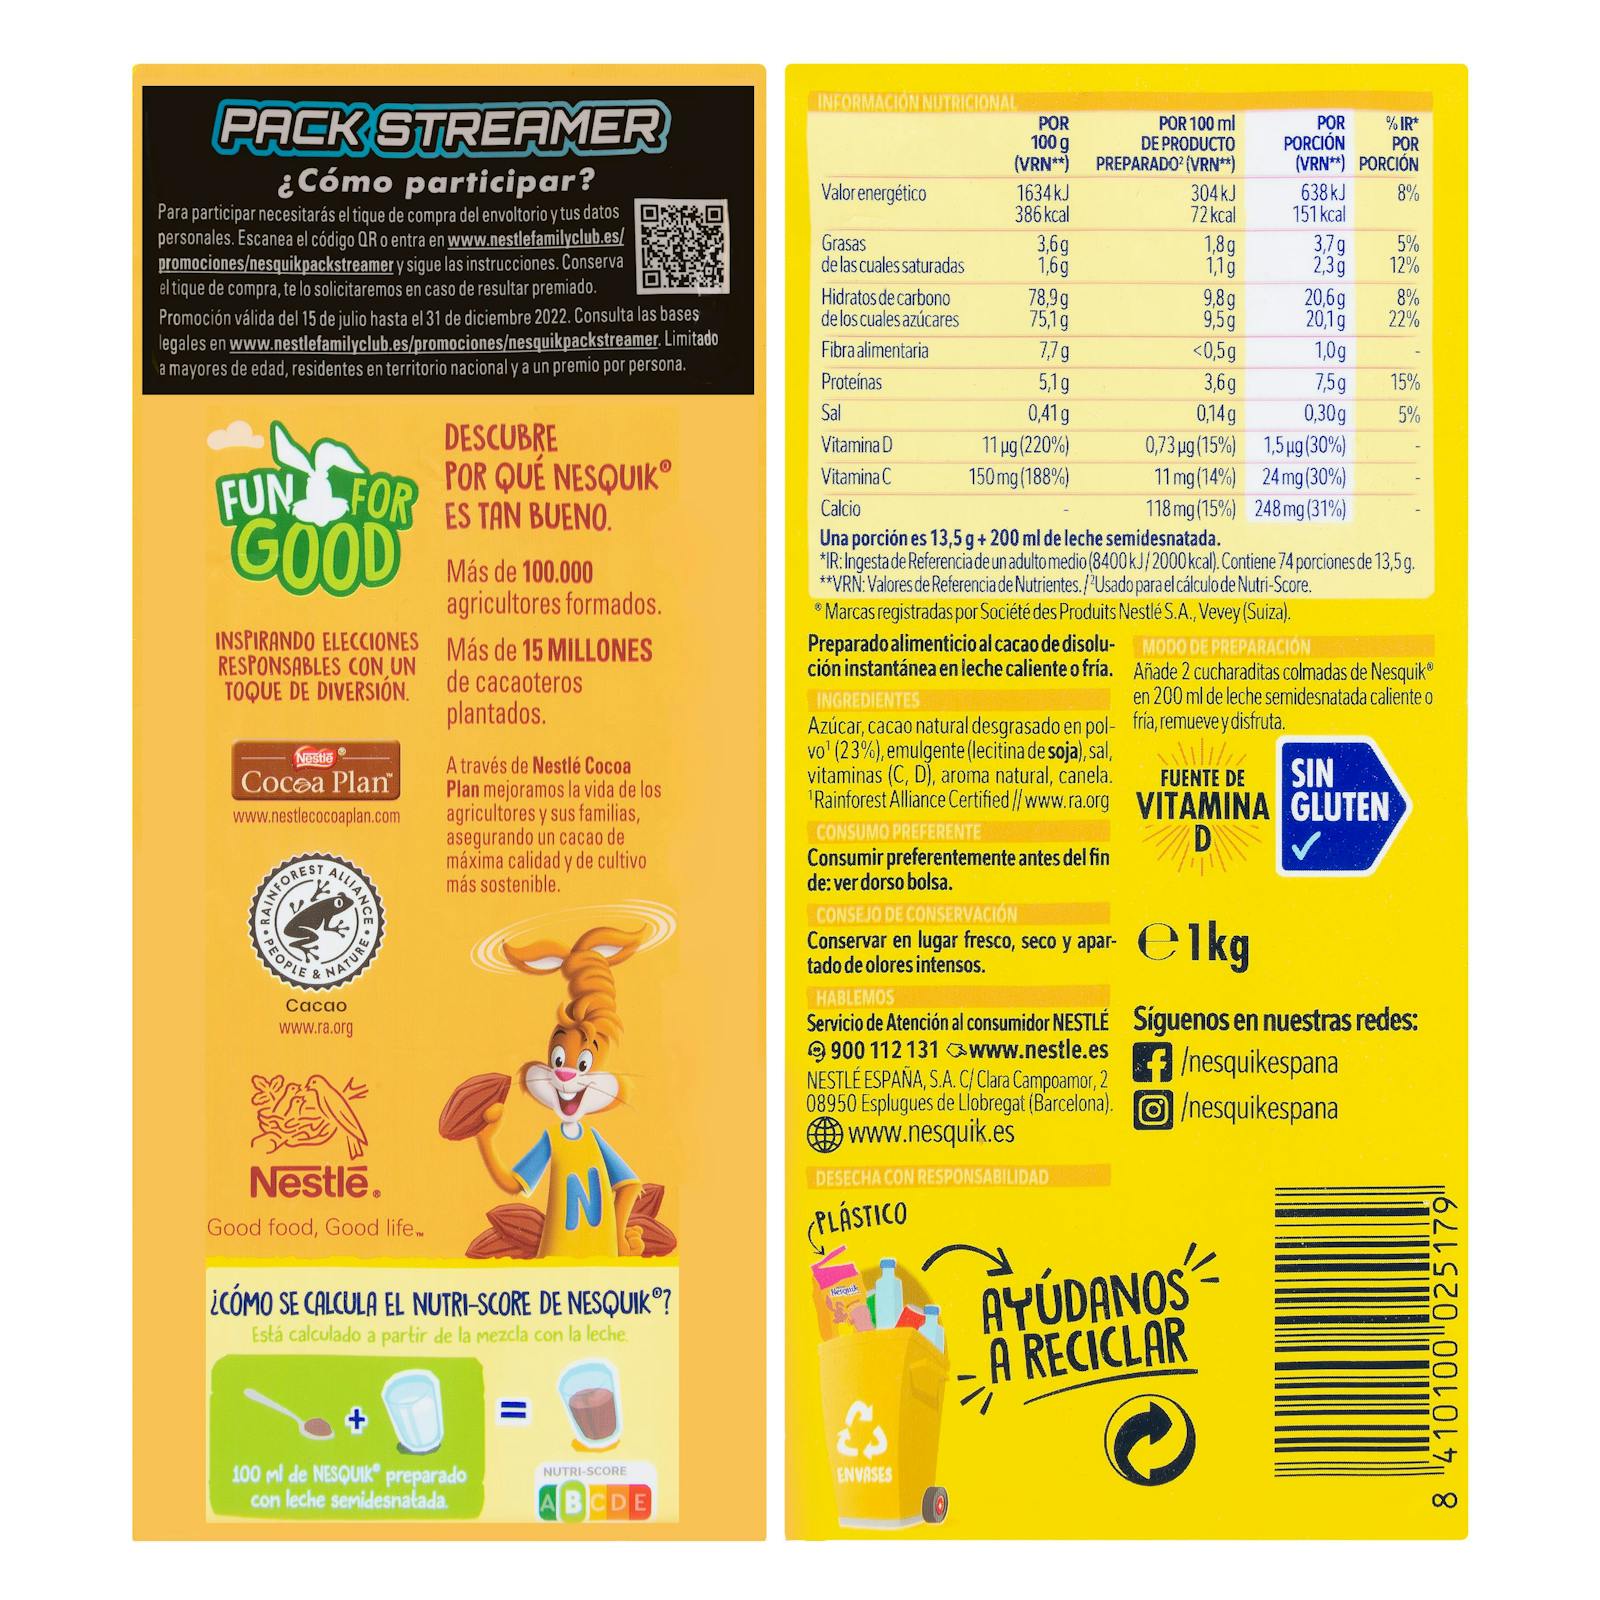 PACK STREAMER
¿Cómo participar?
Para participar necesitarás el tique de compra del envoltorio y tus datos
personales. Escanea el código QR o entra en www.nestlefamilyclub.es/
promociones/nesquikpackstreamer y sigue las instrucciones. Conserva
el tique de compra, te lo solicitaremos en caso de resultar premiado.
Promoción válida del 15 de julio hasta el 31 de diciembre 2022. Consulta las bases
legales en www.nestlefamilyclub.es/promociones/nesquikpackstreamer. Limitado
a mayores de edad, residentes en territorio nacional y a un premio por persona.
FUN FOR
GOOD
INSPIRANDO ELECCIONES
RESPONSABLES CON UN
TOQUE DE DIVERSIÓN.
Nestlé®
Cocoa Plan™
www.nestlecocoaplan.com
RAINFOREST ALLIANCE
PEOPLE & NATURE
Cacao
www.ra.org
Nestlé®
Good food, Good life™
DESCUBRE
POR QUÉ NESQUIK®
ES TAN BUENO.
Más de 100.000
agricultores formados.
Más de 15 MILLONES
de cacaoteros
plantados.
A través de Nestlé Cocoa
Plan mejoramos la vida de los
agricultores y sus familias,
asegurando un cacao de
máxima calidad y de cultivo
más sostenible.
N
¿CÓMO SE CALCULA EL NUTRI-SCORE DE NESQUIK®?
Está calculado a partir de la mezcla con la leche.
+ =
100 ml de NESQUIK® preparado
con leche semidesnatada.
NUTRI-SCORE
A B C D E
INFORMACIÓN NUTRICIONAL
POR 100 g (VRN**) POR 100 ml DE PRODUCTO PREPARADO² (VRN**) POR PORCIÓN (VRN**) % IR* POR PORCIÓN
Valor energético 1634 kJ 304 kJ 638 kJ 8%
386 kcal 72 kcal 151 kcal
Grasas 3,6 g 1,8 g 3,7 g 5%
de las cuales saturadas 1,6 g 1,1 g 2,3 g 12%
Hidratos de carbono 78,9 g 9,8 g 20,6 g 8%
de los cuales azúcares 75,1 g 9,5 g 20,1 g 22%
Fibra alimentaria 7,7 g <0,5 g 1,0 g -
Proteínas 5,1 g 3,6 g 7,5 g 15%
Sal 0,41 g 0,14 g 0,30 g 5%
Vitamina D 11 µg (220%) 0,73 µg (15%) 1,5 µg (30%) -
Vitamina C 150 mg (188%) 11 mg (14%) 24 mg (30%) -
Calcio - 118 mg (15%) 248 mg (31%) -
Una porción es 13,5 g + 200 ml de leche semidesnatada.
*IR: Ingesta de Referencia de un adulto medio (8400 kJ / 2000 kcal). Contiene 74 porciones de 13,5 g.
**VRN: Valores de Referencia de Nutrientes. / ²Usado para el cálculo de Nutri-Score.
® Marcas registradas por Société des Produits Nestlé S.A., Vevey (Suiza).
Preparado alimenticio al cacao de disolu-
ción instantánea en leche caliente o fría.
INGREDIENTES
Azúcar, cacao natural desgrasado en pol-
vo¹ (23%), emulgente (lecitina de soja), sal,
vitaminas (C, D), aroma natural, canela.
¹Rainforest Alliance Certified // www.ra.org
CONSUMO PREFERENTE
Consumir preferentemente antes del fin
de: ver dorso bolsa.
CONSEJO DE CONSERVACIÓN
Conservar en lugar fresco, seco y apar-
tado de olores intensos.
HABLEMOS
Servicio de Atención al consumidor NESTLÉ
900 112 131 www.nestle.es
NESTLÉ ESPAÑA, S.A. C/ Clara Campoamor, 2
08950 Esplugues de Llobregat (Barcelona).
www.nesquik.es
MODO DE PREPARACIÓN
Añade 2 cucharaditas colmadas de Nesquik®
en 200 ml de leche semidesnatada caliente o
fría, remueve y disfruta.
FUENTE DE
VITAMINA
D
SIN
GLUTEN
℮ 1kg
Síguenos en nuestras redes:
/nesquikespana
/nesquikespana
DESECHA CON RESPONSABILIDAD
PLÁSTICO
Nesquik
ENVASES
AYÚDANOS
A RECICLAR
8 410100 025179